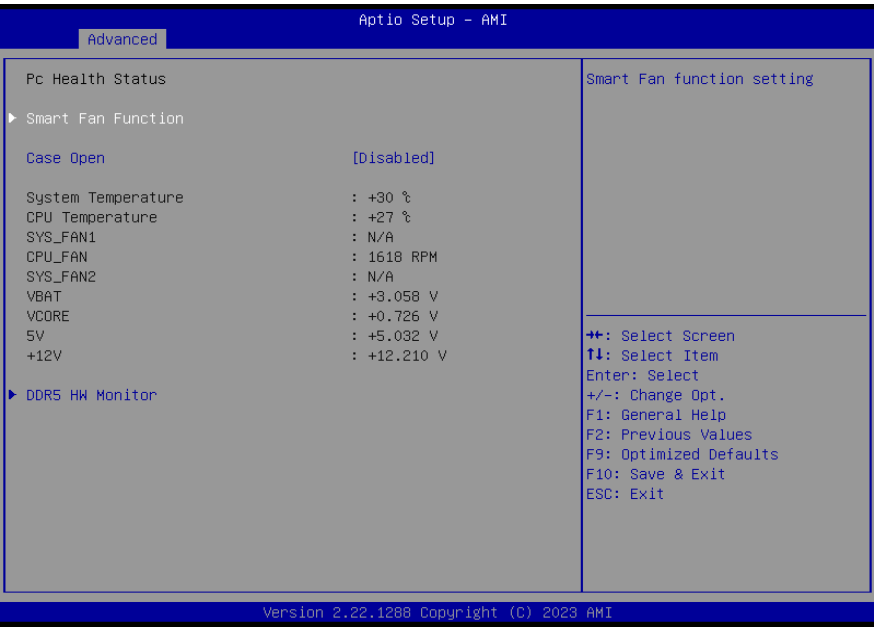 Aptio Setup – AMI
Advanced
Pc Health Status
Smart Fan Function
Case Open [Disabled]
System Temperature : +30 ℃
CPU Temperature : +27 ℃
SYS_FAN1 : N/A
CPU_FAN : 1618 RPM
SYS_FAN2 : N/A
VBAT : +3.058 V
VCORE : +0.726 V
5V : +5.032 V
+12V : +12.210 V
DDR5 HW Monitor
Smart Fan function setting
→←: Select Screen
↑↓: Select Item
Enter: Select
+/-: Change Opt.
F1: General Help
F2: Previous Values
F9: Optimized Defaults
F10: Save & Exit
ESC: Exit
Version 2.22.1288 Copyright (C) 2023 AMI